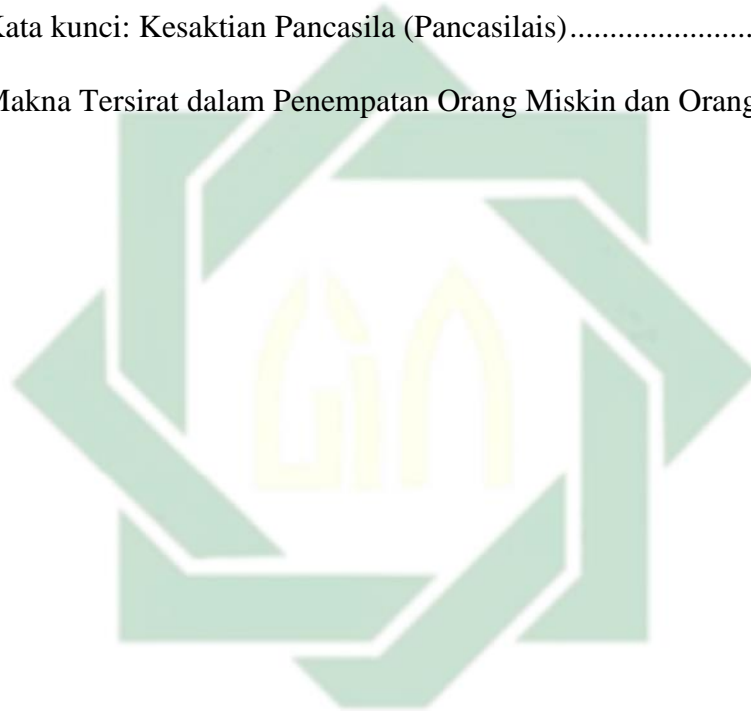 Kata kunci: Kesaktian Pancasila (Pancasilais).......................
Makna Tersirat dalam Penempatan Orang Miskin dan Orang